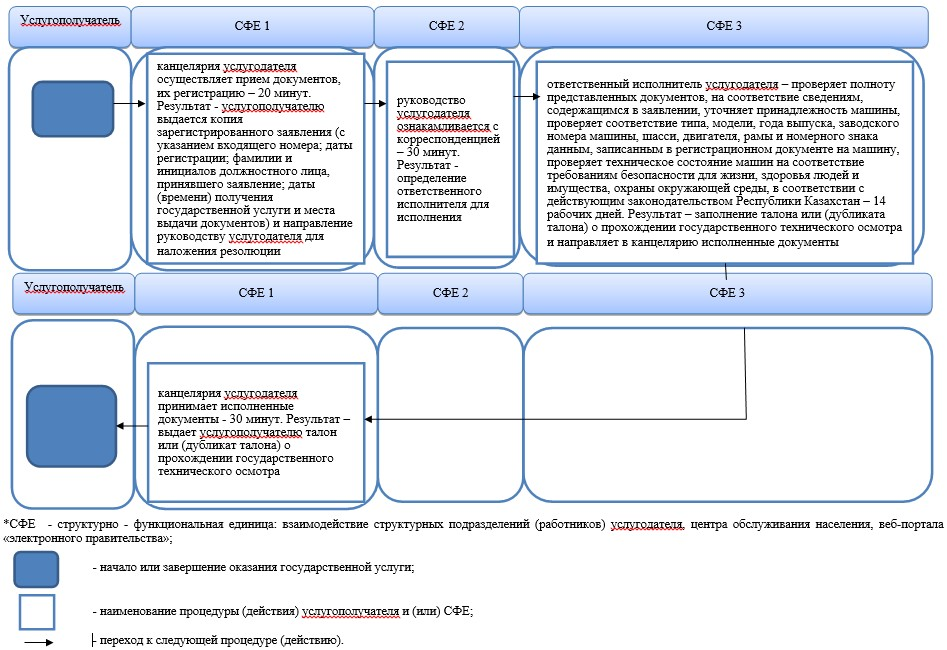 Услугополучатель
СФЕ 1
СФЕ 2
СФЕ 3
канцелярия услугодателя
осуществляет прием документов,
их регистрацию – 20 минут.
Результат - услугополучателю
выдается копия
зарегистрированного заявления (с
указанием входящего номера; даты
регистрации; фамилии и
инициалов должностного лица,
принявшего заявление; даты
(времени) получения
государственной услуги и места
выдачи документов) и направление
руководству услугодателя для
наложения резолюции
руководство
услугодателя
ознакамливается с
корреспонденцией
– 30 минут.
Результат -
определение
ответственного
исполнителя для
исполнения
ответственный исполнитель услугодателя – проверяет полноту
представленных документов, на соответствие сведениям,
содержащимся в заявлении, уточняет принадлежность машины,
проверяет соответствие типа, модели, года выпуска, заводского
номера машины, шасси, двигателя, рамы и номерного знака
данным, записанным в регистрационном документе на машину,
проверяет техническое состояние машин на соответствие
требованиям безопасности для жизни, здоровья людей и
имущества, охраны окружающей среды, в соответствии с
действующим законодательством Республики Казахстан – 14
рабочих дней. Результат – заполнение талона или (дубликата
талона) о прохождении государственного технического осмотра
и направляет в канцелярию исполненные документы
Услугополучатель
СФЕ 1
СФЕ 2
СФЕ 3
канцелярия услугодателя
принимает исполненные
документы - 30 минут. Результат –
выдает услугополучателю талон
или (дубликат талона) о
прохождении государственного
технического осмотра
*СФЕ - структурно - функциональная единица: взаимодействие структурных подразделений (работников) услугодателя, центра обслуживания населения, веб-портала
«электронного правительства»;
- начало или завершение оказания государственной услуги;
- наименование процедуры (действия) услугополучателя и (или) СФЕ;
- переход к следующей процедуре (действию).